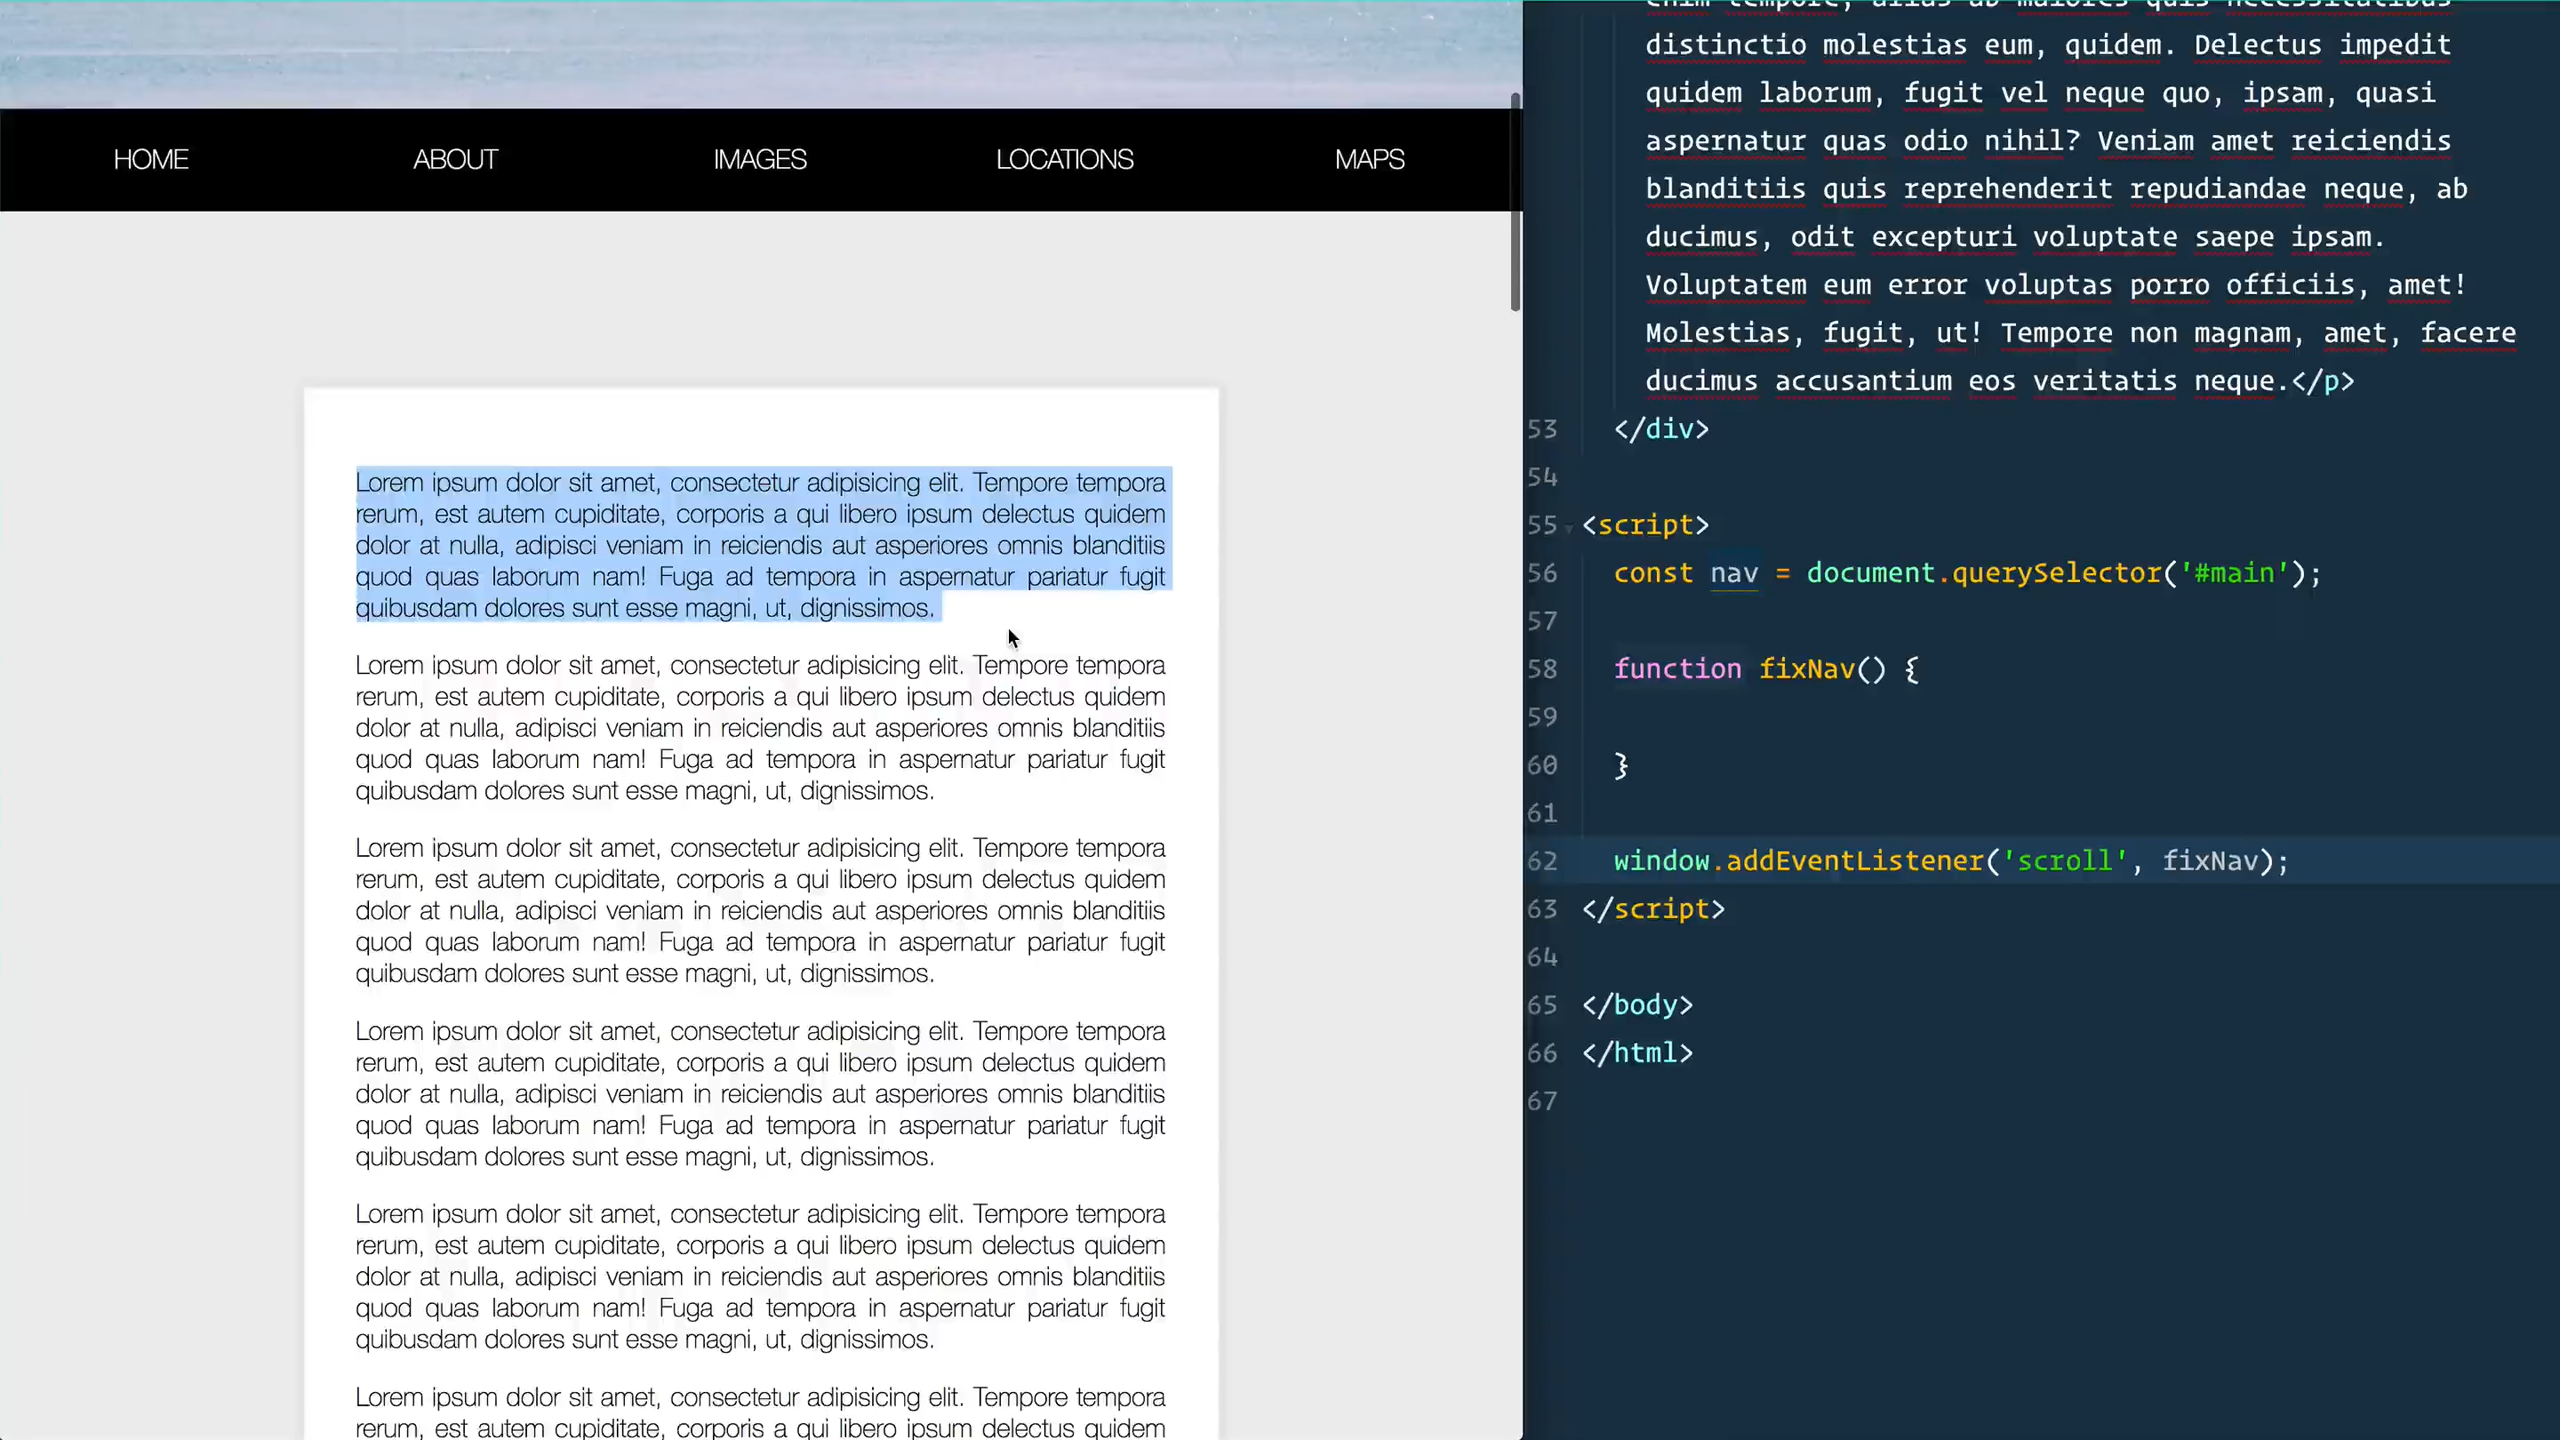 HOME ABOUT IMAGES LOCATIONS MAPS
Lorem ipsum dolor sit amet, consectetur adipisicing elit. Tempore tempora
rerum, est autem cupiditate, corporis a qui libero ipsum delectus quidem
dolor at nulla, adipisci veniam in reiciendis aut asperiores omnis blanditiis
quod quas laborum nam! Fuga ad tempora in aspernatur pariatur fugit
quibusdam dolores sunt esse magni, ut, dignissimos.
Lorem ipsum dolor sit amet, consectetur adipisicing elit. Tempore tempora
rerum, est autem cupiditate, corporis a qui libero ipsum delectus quidem
dolor at nulla, adipisci veniam in reiciendis aut asperiores omnis blanditiis
quod quas laborum nam! Fuga ad tempora in aspernatur pariatur fugit
quibusdam dolores sunt esse magni, ut, dignissimos.
Lorem ipsum dolor sit amet, consectetur adipisicing elit. Tempore tempora
rerum, est autem cupiditate, corporis a qui libero ipsum delectus quidem
dolor at nulla, adipisci veniam in reiciendis aut asperiores omnis blanditiis
quod quas laborum nam! Fuga ad tempora in aspernatur pariatur fugit
quibusdam dolores sunt esse magni, ut, dignissimos.
Lorem ipsum dolor sit amet, consectetur adipisicing elit. Tempore tempora
rerum, est autem cupiditate, corporis a qui libero ipsum delectus quidem
dolor at nulla, adipisci veniam in reiciendis aut asperiores omnis blanditiis
quod quas laborum nam! Fuga ad tempora in aspernatur pariatur fugit
quibusdam dolores sunt esse magni, ut, dignissimos.
Lorem ipsum dolor sit amet, consectetur adipisicing elit. Tempore tempora
rerum, est autem cupiditate, corporis a qui libero ipsum delectus quidem
dolor at nulla, adipisci veniam in reiciendis aut asperiores omnis blanditiis
quod quas laborum nam! Fuga ad tempora in aspernatur pariatur fugit
quibusdam dolores sunt esse magni, ut, dignissimos.
Lorem ipsum dolor sit amet, consectetur adipisicing elit. Tempore tempora
rerum, est autem cupiditate, corporis a qui libero ipsum delectus quidem
enim tempore, alias ab maiores quis necessitatibus
distinctio molestias eum, quidem. Delectus impedit
quidem laborum, fugit vel neque quo, ipsam, quasi
aspernatur quas odio nihil? Veniam amet reiciendis
blanditiis quis reprehenderit repudiandae neque, ab
ducimus, odit excepturi voluptate saepe ipsam.
Voluptatem eum error voluptas porro officiis, amet!
Molestias, fugit, ut! Tempore non magnam, amet, facere
ducimus accusantium eos veritatis neque.</p>
53 </div>
54
55 <script>
56 const nav = document.querySelector('#main');
57
58 function fixNav() {
59
60 }
61
62 window.addEventListener('scroll', fixNav);
63 </script>
64
65 </body>
66 </html>
67